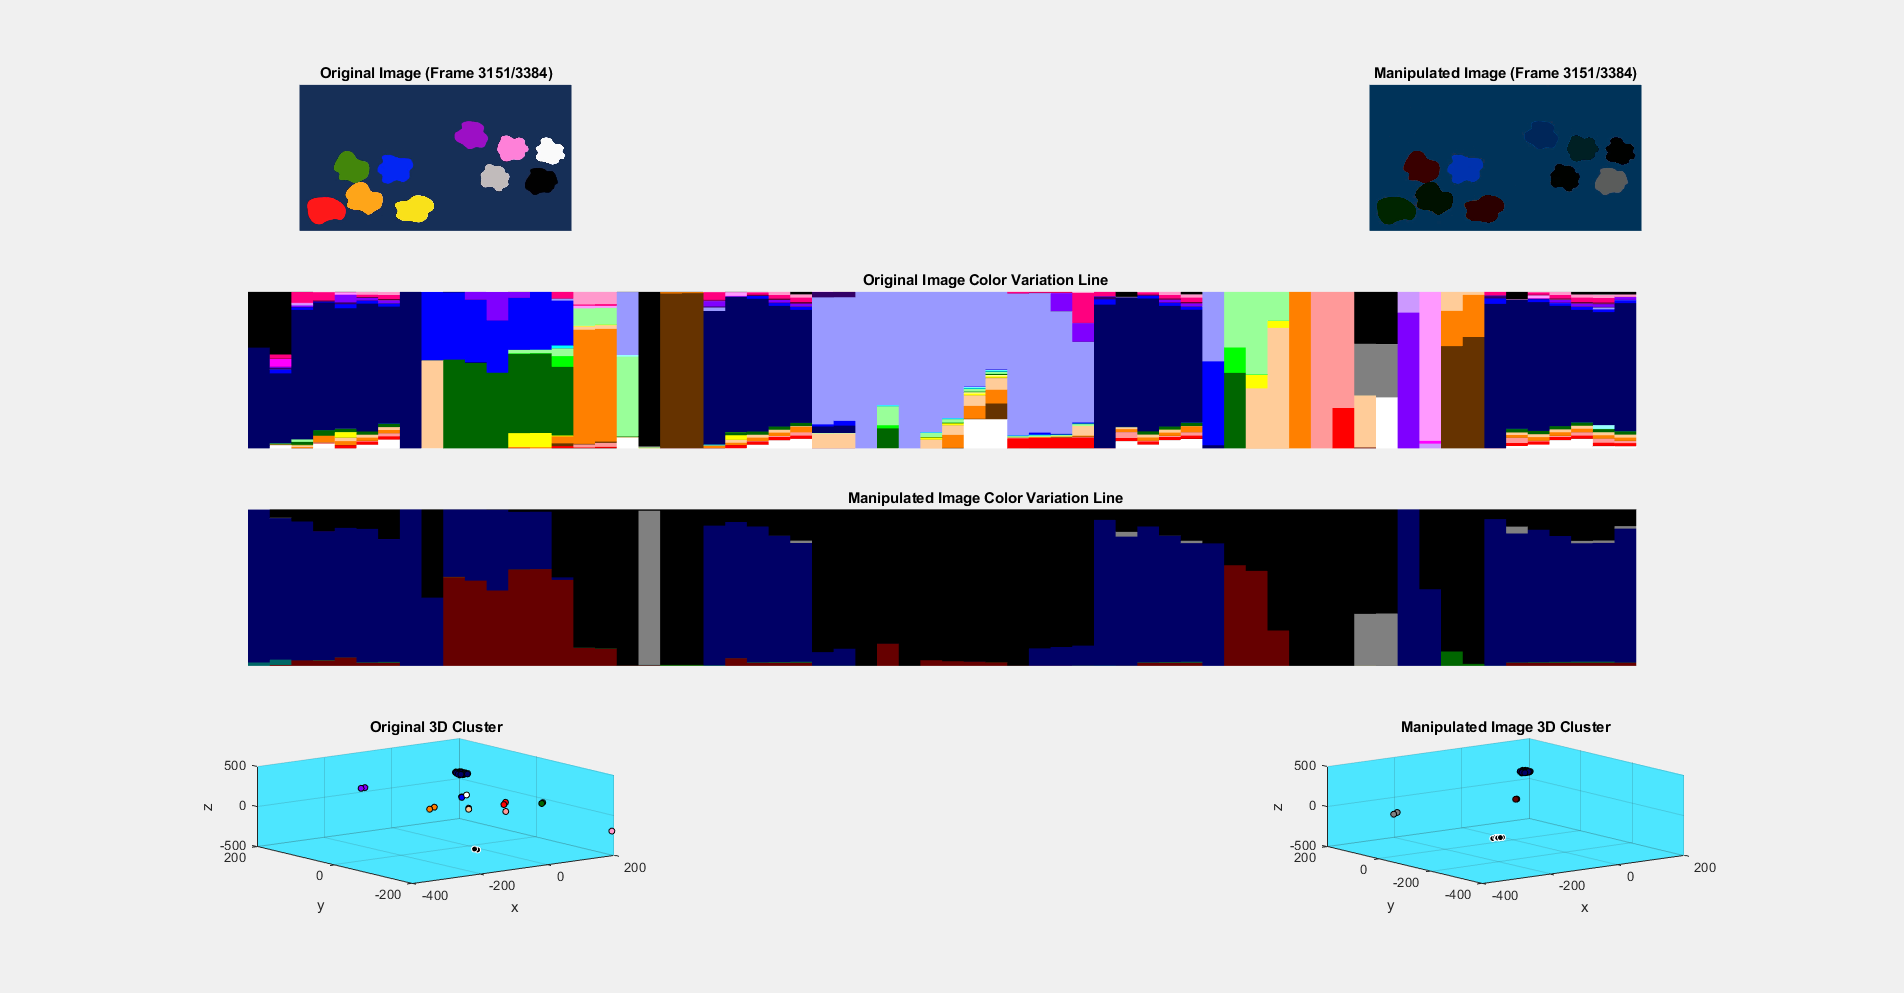 Original Image (Frame 3151/3384)
Manipulated Image (Frame 3151/3384)
Original Image Color Variation Line
Manipulated Image Color Variation Line
Original 3D Cluster
500
0
-500
z
200
0
-200
y
-400
-200
0
200
x
Manipulated Image 3D Cluster
500
0
-500
z
200
0
-200
-400
y
-400
-200
0
200
x